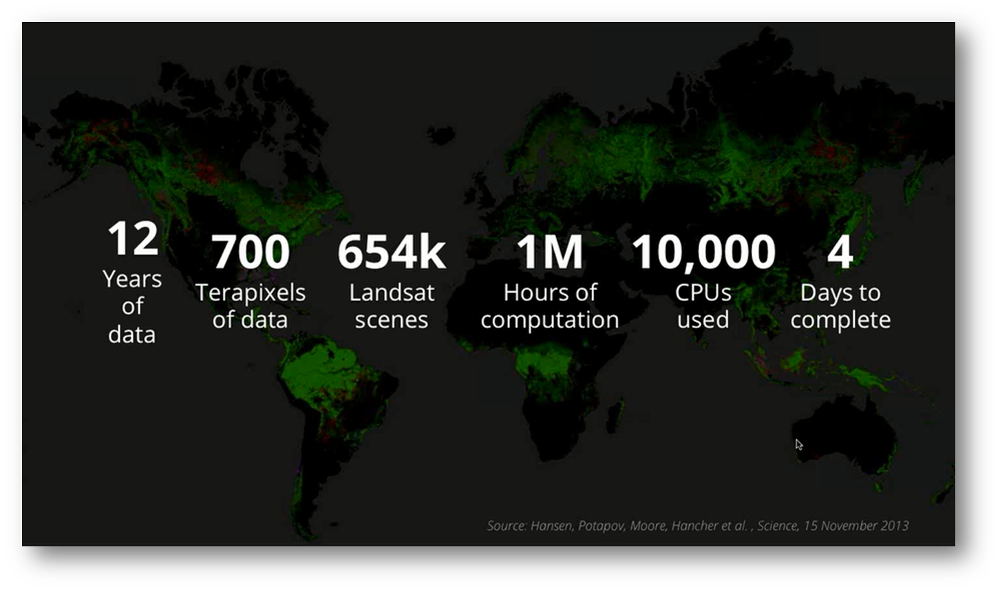 12
Years
of
data
700
Terapixels
of data
654k
Landsat
scenes
1M
Hours of
computation
10,000
CPUs
used
4
Days to
complete
Source: Hansen, Potapov, Moore, Hancher et al. , Science, 15 November 2013